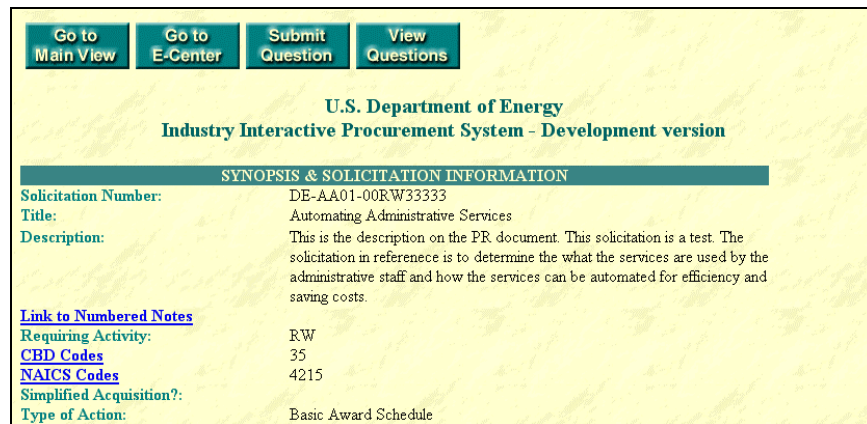 Go to Main View
Go to E-Center
Submit Question
View Questions
U.S. Department of Energy
Industry Interactive Procurement System - Development version
SYNOPSIS & SOLICITATION INFORMATION
Solicitation Number: DE-AA01-00RW33333
Title: Automating Administrative Services
Description: This is the description on the PR document. This solicitation is a test. The
solicitation in referenece is to determine the what the services are used by the
administrative staff and how the services can be automated for efficiency and
saving costs.
Link to Numbered Notes
Requiring Activity: RW
CBD Codes 35
NAICS Codes 4215
Simplified Acquisition?:
Type of Action: Basic Award Schedule